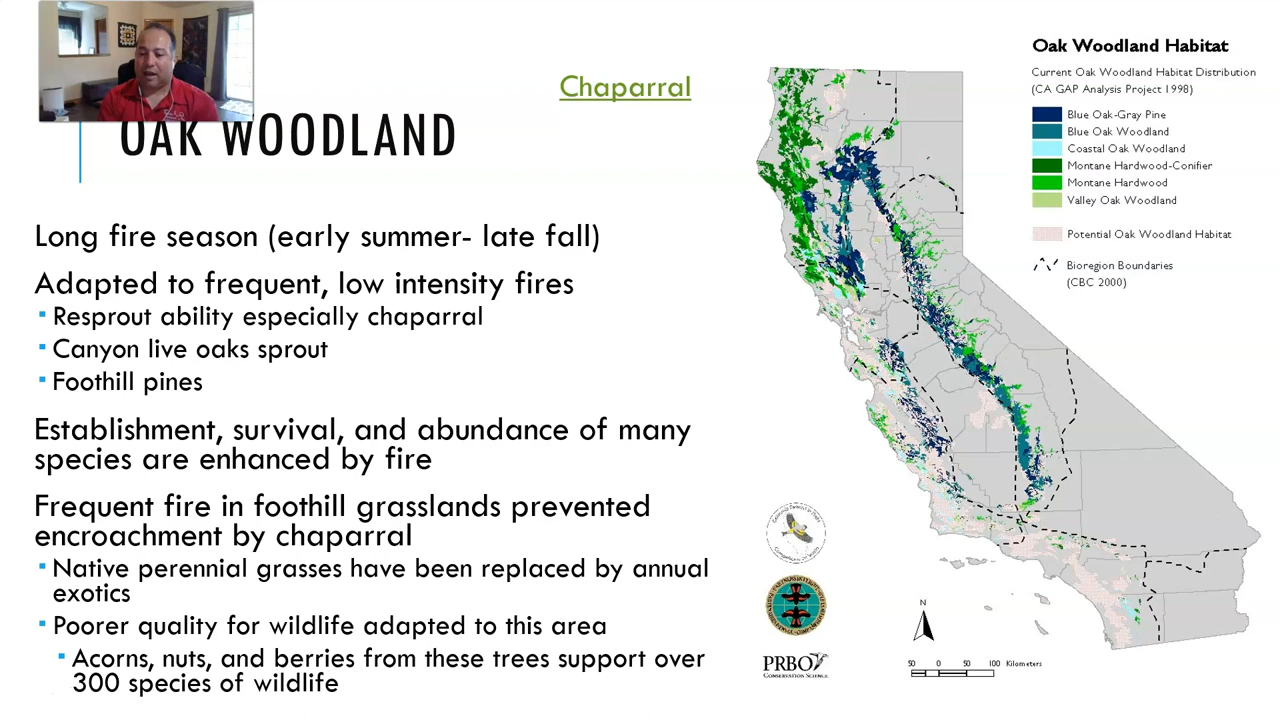 Chaparral
OAK WOODLAND
Long fire season (early summer- late fall)
Adapted to frequent, low intensity fires
Resprout ability especially chaparral
Canyon live oaks sprout
Foothill pines
Establishment, survival, and abundance of many
species are enhanced by fire
Frequent fire in foothill grasslands prevented
encroachment by chaparral
Native perennial grasses have been replaced by annual
exotics
Poorer quality for wildlife adapted to this area
Acorns, nuts, and berries from these trees support over
300 species of wildlife
Oak Woodland Habitat
Current Oak Woodland Habitat Distribution
(CA GAP Analysis Project 1998)
Blue Oak-Gray Pine
Blue Oak Woodland
Coastal Oak Woodland
Montane Hardwood-Conifier
Montane Hardwood
Valley Oak Woodland
Potential Oak Woodland Habitat
Bioregion Boundaries
(CBC 2000)
PRBO
CONSERVATION SCIENCE
N
50 0 50 100 Kilometers